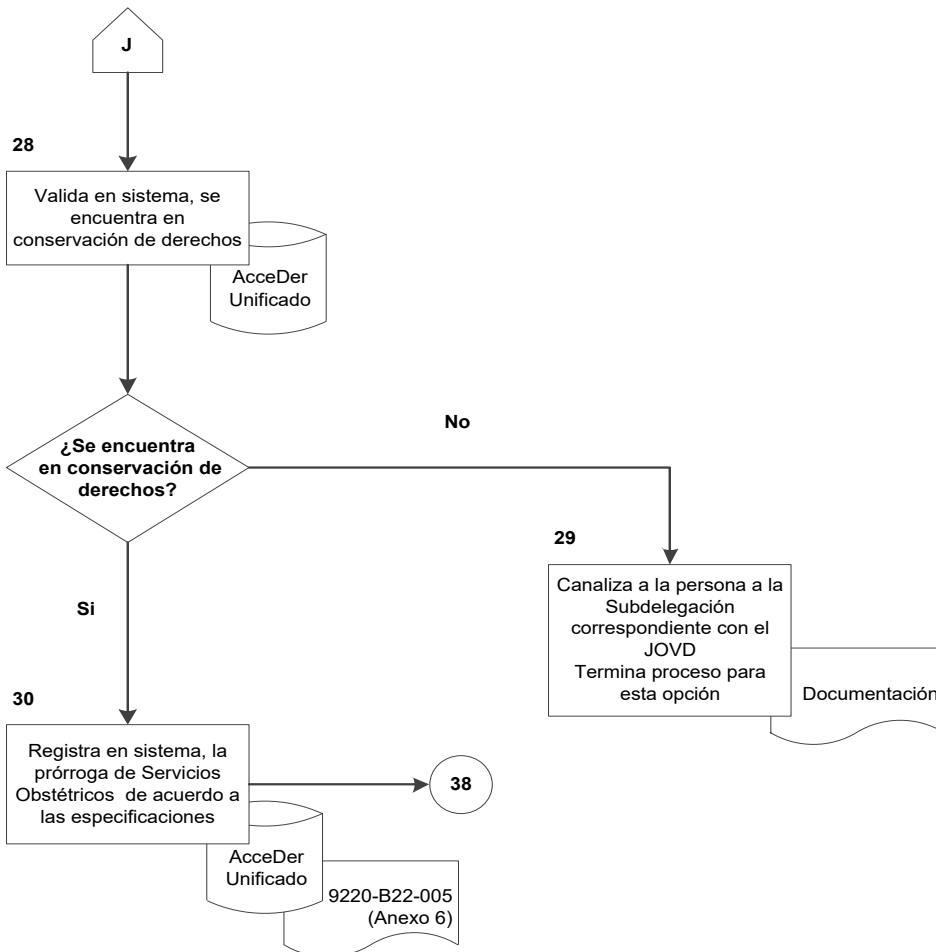 J
28
Valida en sistema, se
encuentra en
conservación de derechos
AcceDer
Unificado
¿Se encuentra
en conservación de
derechos?
No
Si
29
Canaliza a la persona a la
Subdelegación
correspondiente con el
JOVD
Termina proceso para
esta opción
Documentación
30
Registra en sistema, la
prórroga de Servicios
Obstétricos de acuerdo a
las especificaciones
38
AcceDer
Unificado
9220-B22-005
(Anexo 6)